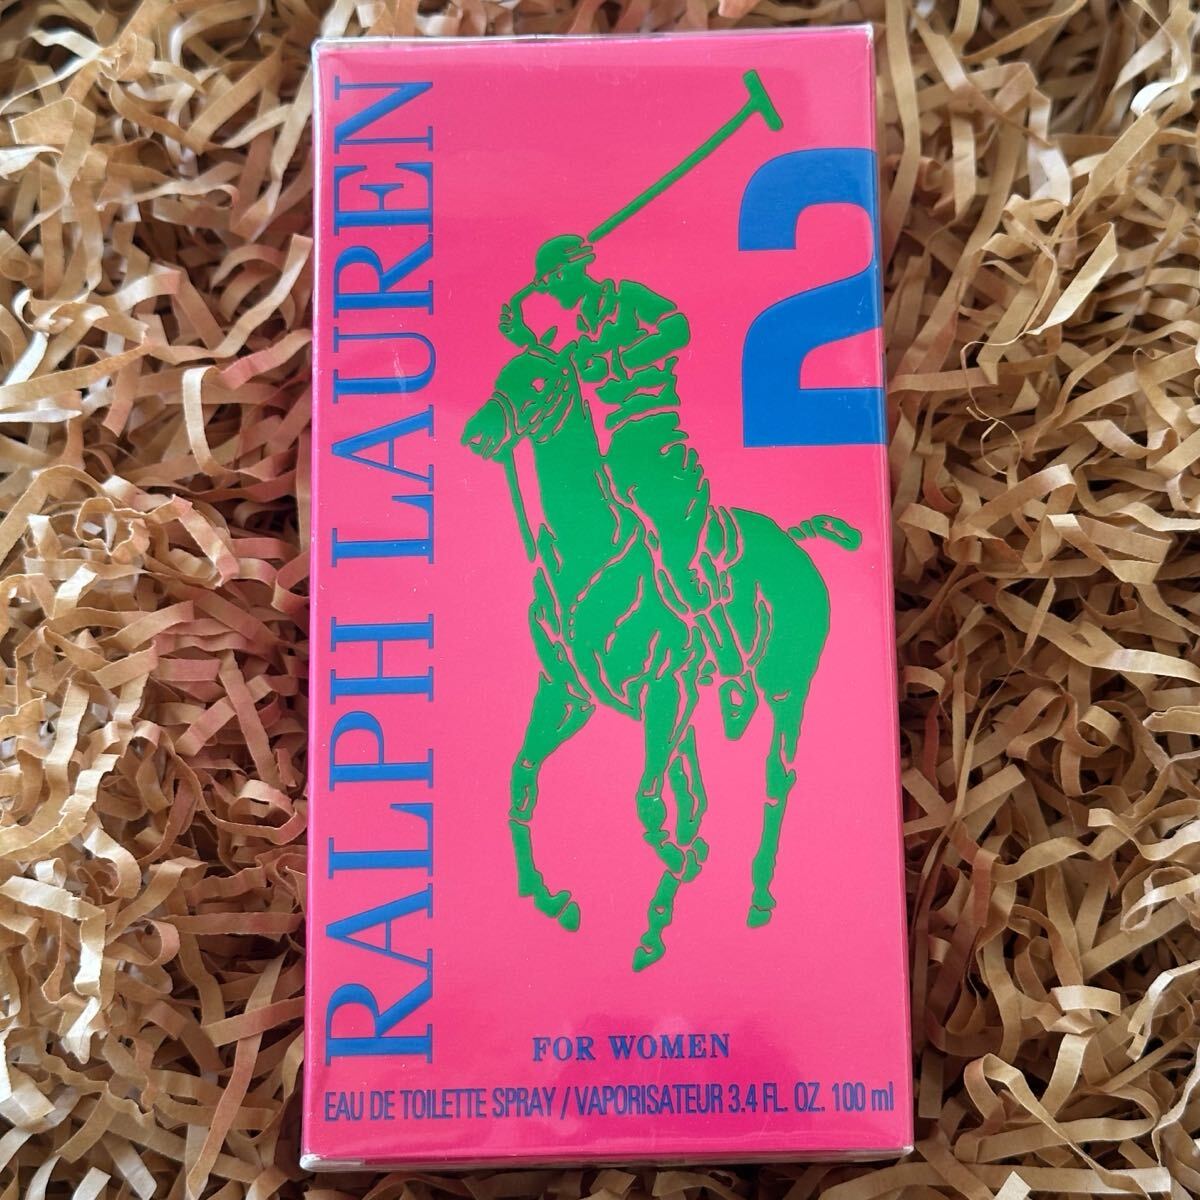 RALPH LAUREN
2
FOR WOMEN
EAU DE TOILETTE SPRAY / VAPORISATEUR 3.4 FL. OZ. 100 ml